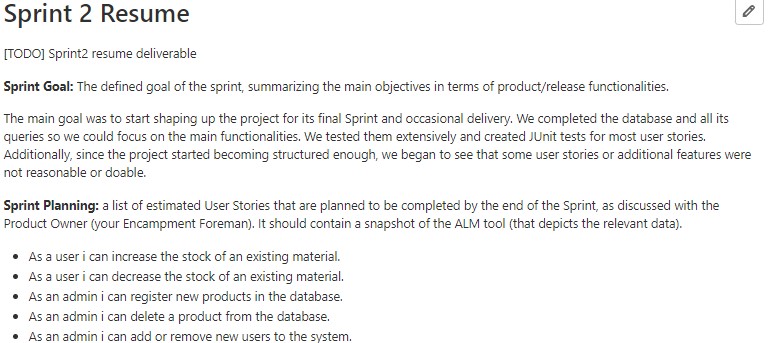 Sprint 2 Resume
[TODO] Sprint2 resume deliverable
Sprint Goal: The defined goal of the sprint, summarizing the main objectives in terms of product/release functionalities.
The main goal was to start shaping up the project for its final Sprint and occasional delivery. We completed the database and all its
queries so we could focus on the main functionalities. We tested them extensively and created JUnit tests for most user stories.
Additionally, since the project started becoming structured enough, we began to see that some user stories or additional features were
not reasonable or doable.
Sprint Planning: a list of estimated User Stories that are planned to be completed by the end of the Sprint, as discussed with the
Product Owner (your Encampment Foreman). It should contain a snapshot of the ALM tool (that depicts the relevant data).
• As a user i can increase the stock of an existing material.
• As a user i can decrease the stock of an existing material.
• As an admin i can register new products in the database.
• As an admin i can delete a product from the database.
• As an admin i can add or remove new users to the system.